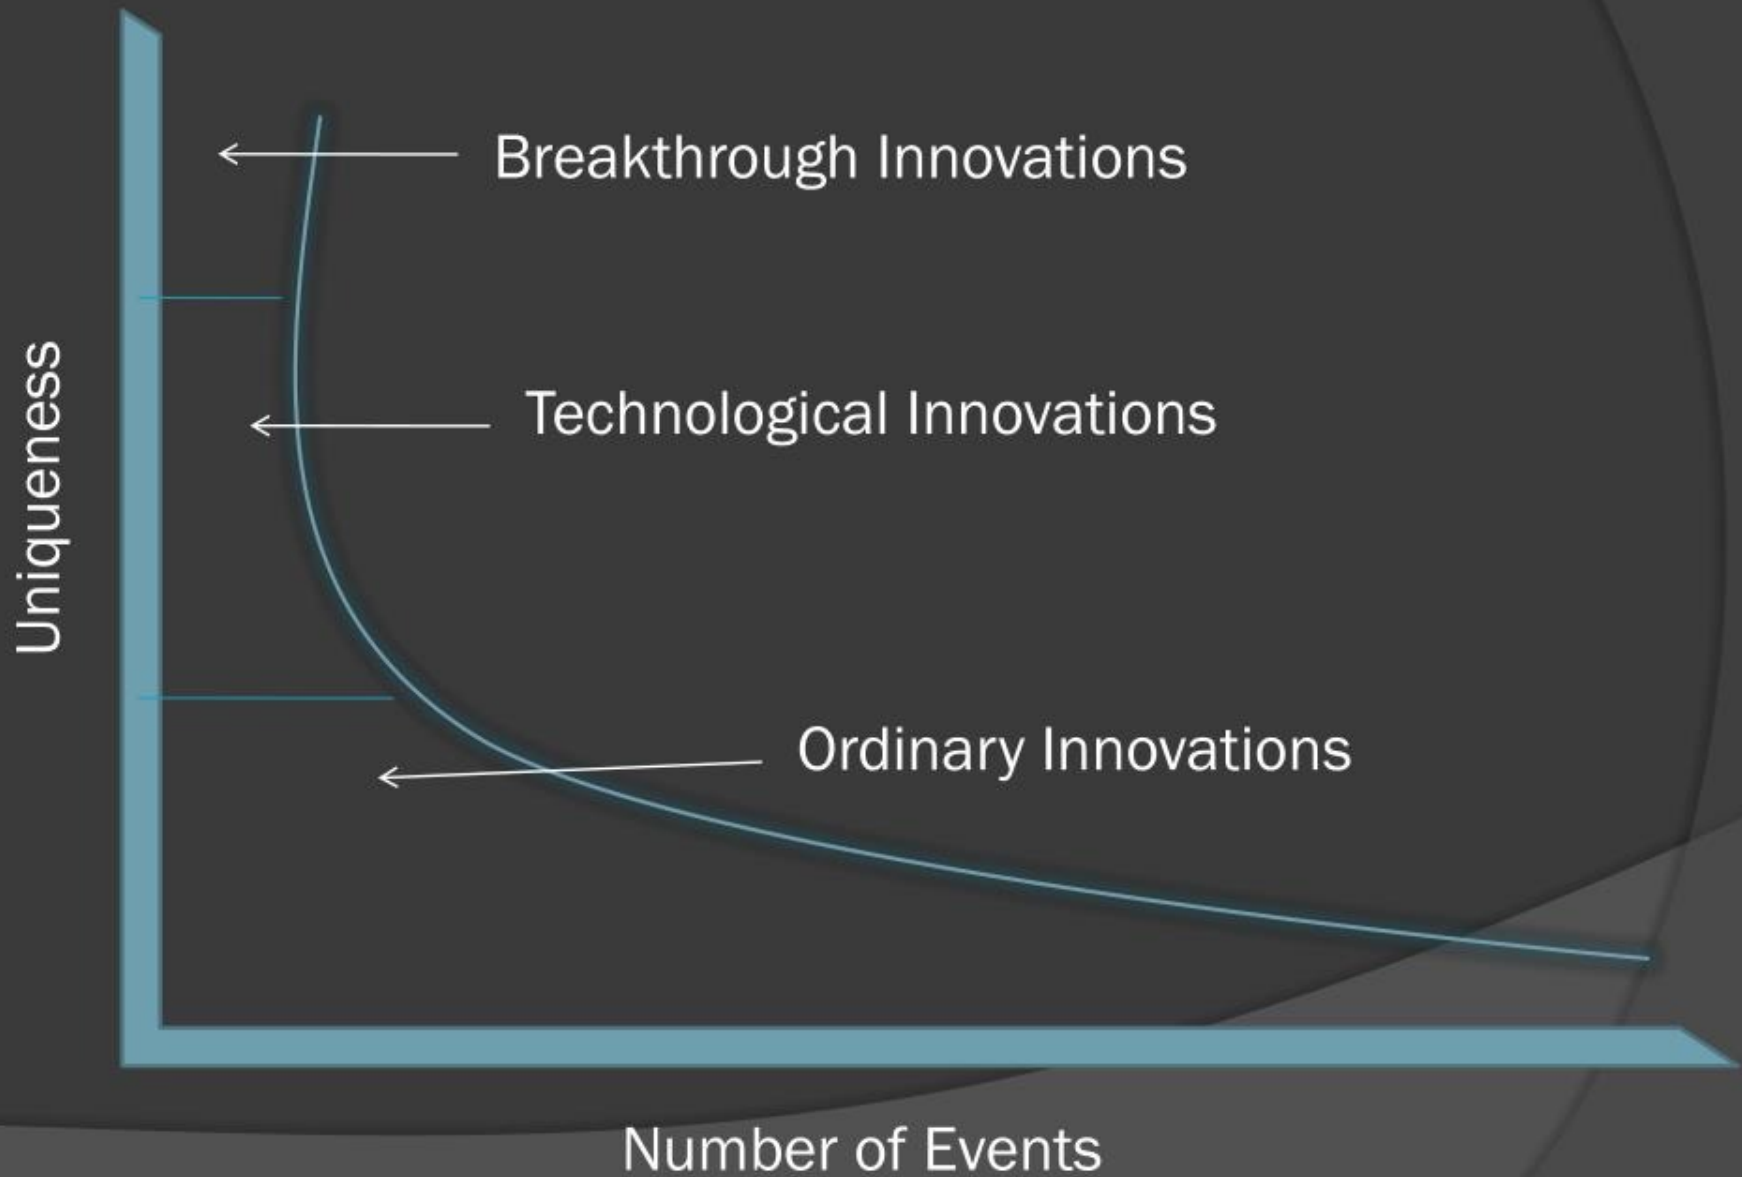 Breakthrough Innovations
Technological Innovations
Uniqueness
Ordinary Innovations
Number of Events